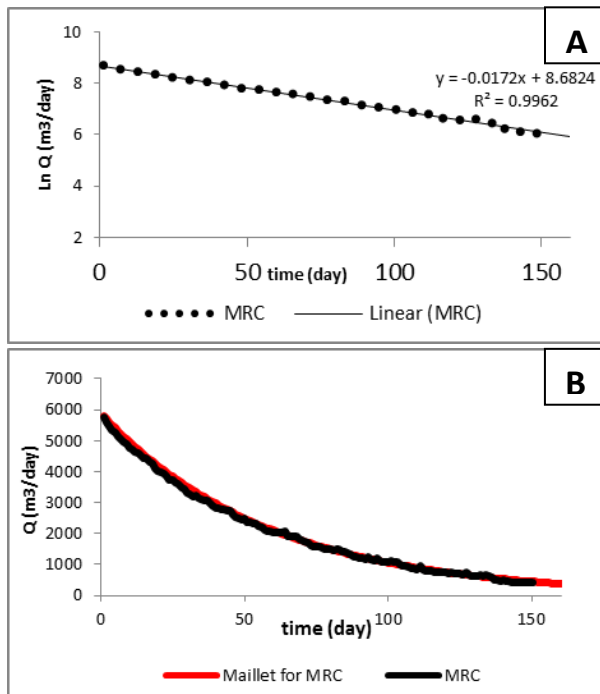 A
10
8
6
4
2
Ln Q (m3/day)
y = -0.0172x + 8.6824
R² = 0.9962
0
50
100
150
time (day)
MRC
Linear (MRC)
B
7000
6000
5000
4000
3000
2000
1000
0
Q (m3/day)
0
50
100
150
time (day)
Maillet for MRC
MRC